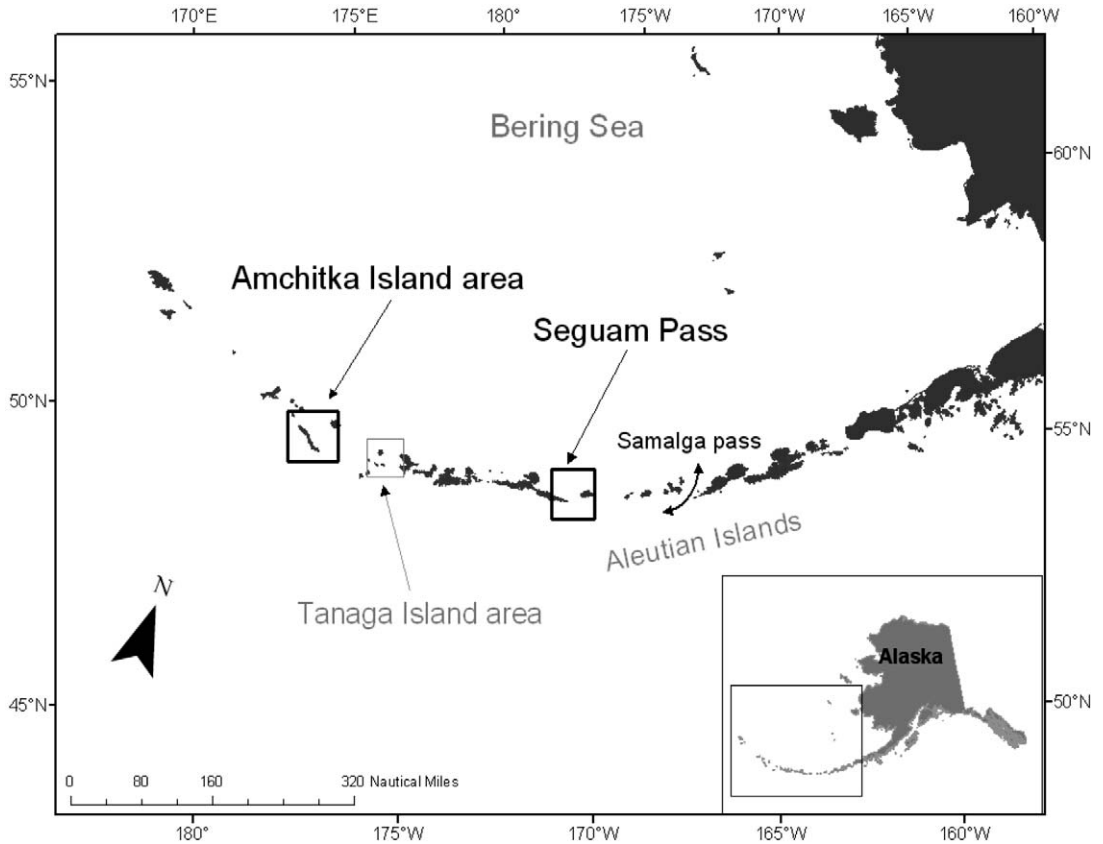 170°E 175°E 180° 175°W 170°W 165°W 160°W
55°N
Bering Sea
60°N
Amchitka Island area
Seguam Pass
50°N
55°N
Samalga pass
Aleutian Islands
N
Tanaga Island area
Alaska
45°N
50°N
0 80 160 320 Nautical Miles
180° 175°W 170°W 165°W 160°W